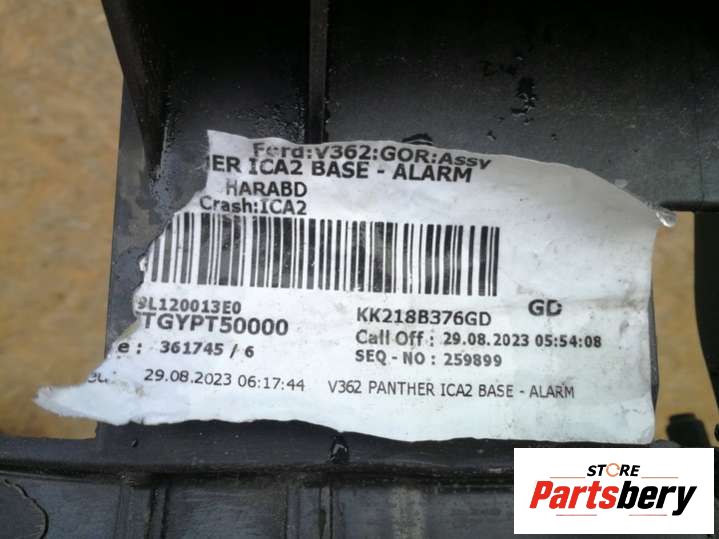 Ford:V362:GOR:Assy
HER ICA2 BASE - ALARM
HARABD
Crash:ICA2
9L120013E0
KK218B376GD GD
TGYPT50000
Call Off : 29.08.2023 05:54:08
e : 361745 / 6
SEQ - NO : 259899
29.08.2023 06:17:44 V362 PANTHER ICA2 BASE - ALARM
STORE
Partsbery